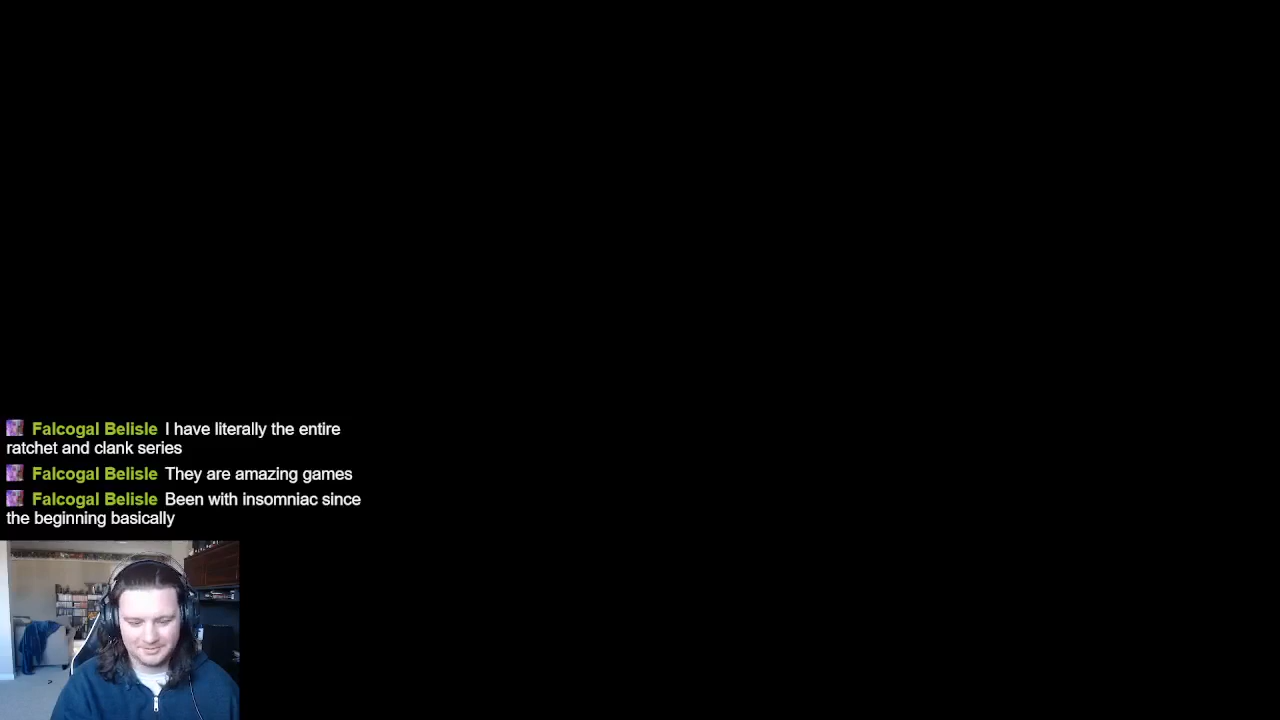 Falcogal Belisle I have literally the entire
ratchet and clank series
Falcogal Belisle They are amazing games
Falcogal Belisle Been with insomniac since
the beginning basically